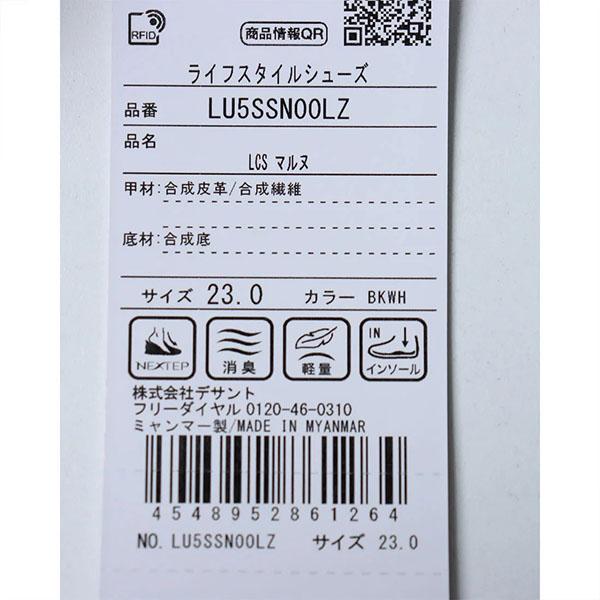 RFID 商品情報QR
ライフスタイルシューズ
品番 LU5SSN00LZ
品名
LCS マルヌ
甲材:合成皮革/合成繊維
底材:合成底
サイズ 23.0 カラー BKWH
NEXTEP 消臭 軽量 IN インソール
株式会社デサント
フリーダイヤル 0120-46-0310
ミャンマー製/MADE IN MYANMAR
4548952861264
NO. LU5SSN00LZ サイズ 23.0